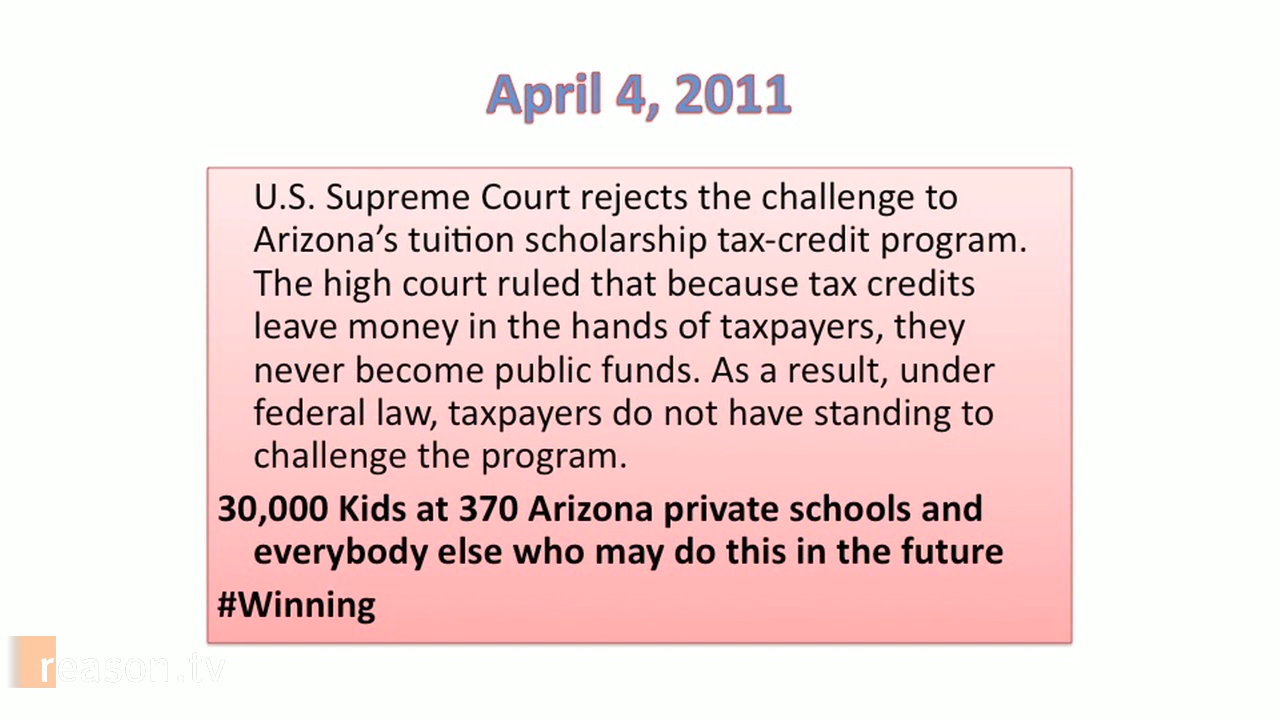 April 4, 2011
U.S. Supreme Court rejects the challenge to
Arizona’s tuition scholarship tax-credit program.
The high court ruled that because tax credits
leave money in the hands of taxpayers, they
never become public funds. As a result, under
federal law, taxpayers do not have standing to
challenge the program.
30,000 Kids at 370 Arizona private schools and
everybody else who may do this in the future
#Winning
reason.tv